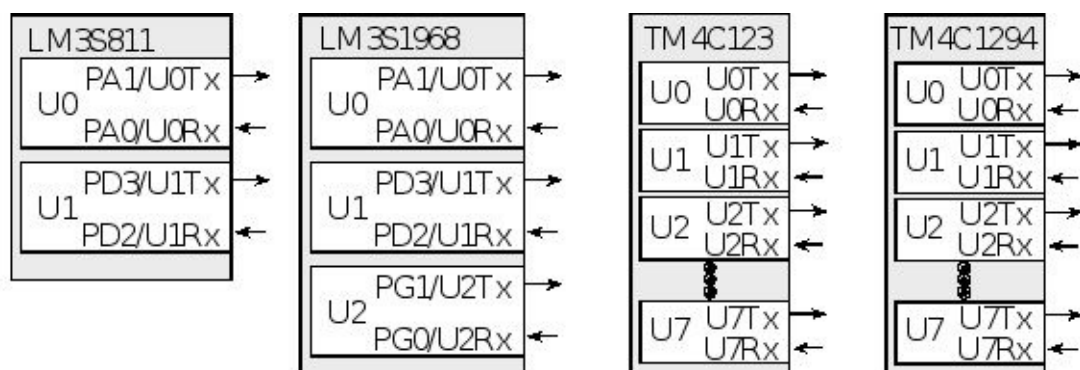 LM3S811
PA1/U0Tx
U0
PA0/U0Rx
PD3/U1Tx
U1
PD2/U1Rx
LM3S1968
PA1/U0Tx
U0
PA0/U0Rx
PD3/U1Tx
U1
PD2/U1Rx
PG1/U2Tx
U2
PG0/U2Rx
TM4C123
U0Tx
U0
U0Rx
U1Tx
U1
U1Rx
U2Tx
U2
U2Rx
U7Tx
U7
U7Rx
TM4C1294
U0Tx
U0
U0Rx
U1Tx
U1
U1Rx
U2Tx
U2
U2Rx
U7Tx
U7
U7Rx